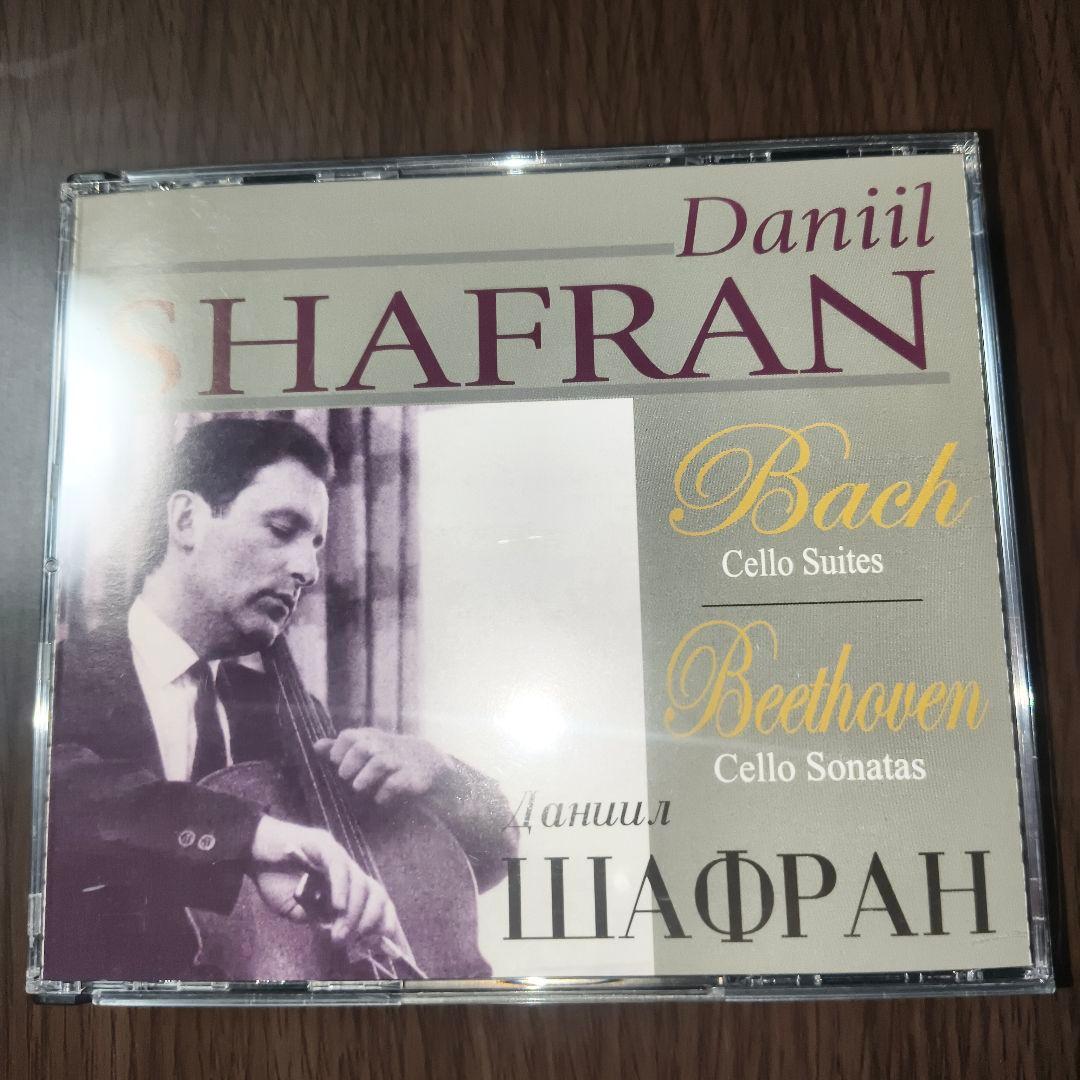 Daniil
SHAFRAN
Bach
Cello Suites
Beethoven
Cello Sonatas
Даниил
ШАФРАН